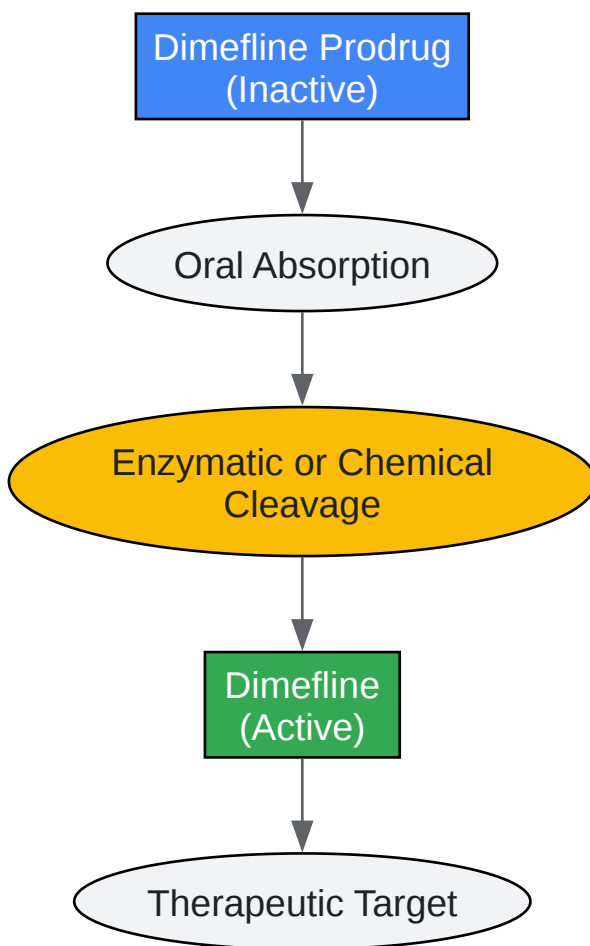 Dimefline Prodrug
(Inactive)
Oral Absorption
Enzymatic or Chemical
Cleavage
Dimefline
(Active)
Therapeutic Target